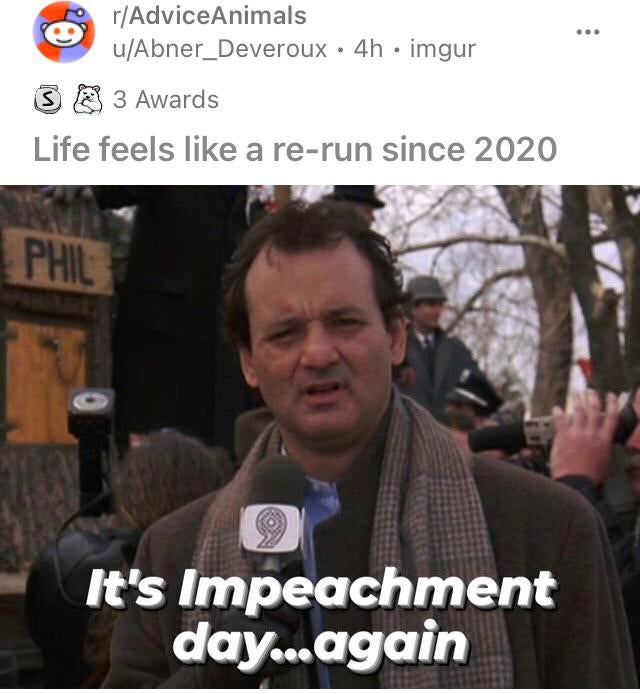 r/AdviceAnimals
u/Abner_Deveroux • 4h • imgur
S 3 Awards
Life feels like a re-run since 2020
PHIL
9
It's Impeachment
day...again